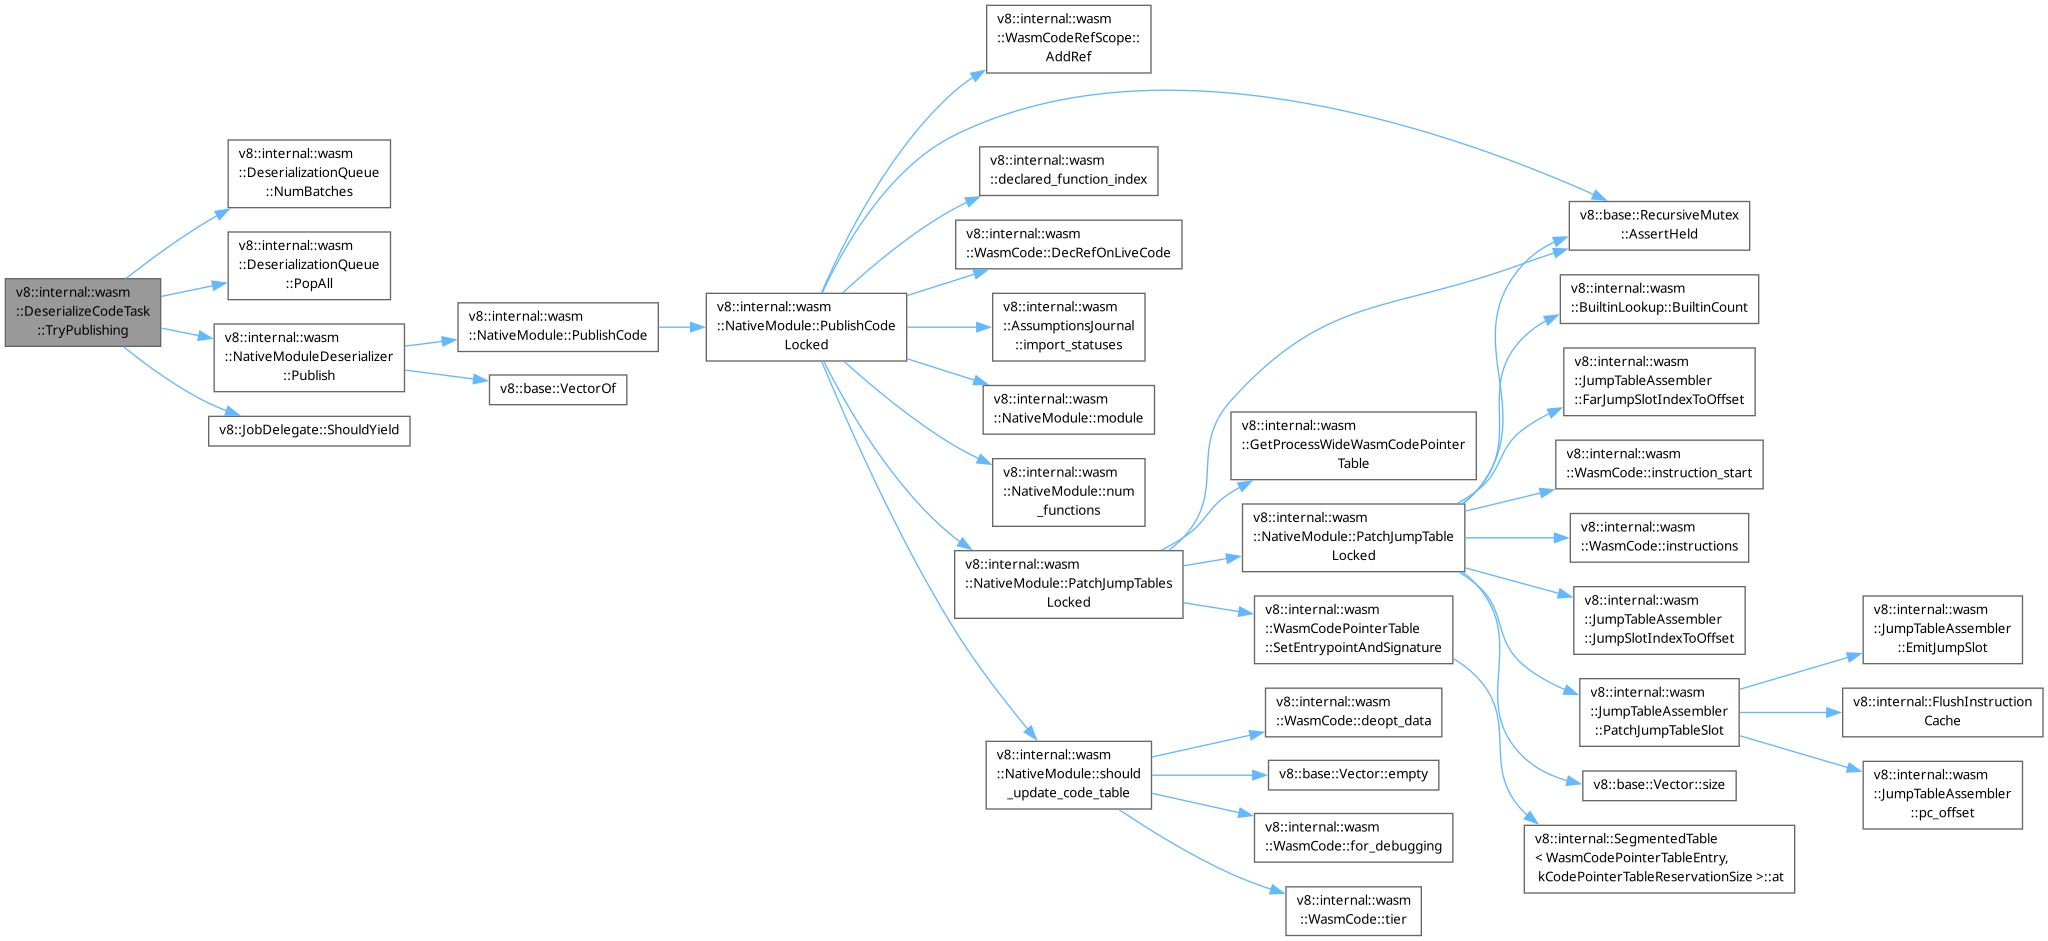 v8::internal::wasm
::DeserializeCodeTask
::TryPublishing
v8::internal::wasm
::DeserializationQueue
::NumBatches
v8::internal::wasm
::DeserializationQueue
::PopAll
v8::internal::wasm
::NativeModuleDeserializer
::Publish
v8::JobDelegate::ShouldYield
v8::internal::wasm
::NativeModule::PublishCode
v8::base::VectorOf
v8::internal::wasm
::NativeModule::PublishCode
Locked
v8::internal::wasm
::WasmCodeRefScope::
AddRef
v8::internal::wasm
::declared_function_index
v8::internal::wasm
::WasmCode::DecRefOnLiveCode
v8::internal::wasm
::AssumptionsJournal
::import_statuses
v8::internal::wasm
::NativeModule::module
v8::internal::wasm
::NativeModule::num
_functions
v8::internal::wasm
::NativeModule::PatchJumpTables
Locked
v8::internal::wasm
::NativeModule::should
_update_code_table
v8::internal::wasm
::GetProcessWideWasmCodePointer
Table
v8::internal::wasm
::NativeModule::PatchJumpTable
Locked
v8::internal::wasm
::WasmCodePointerTable
::SetEntrypointAndSignature
v8::internal::wasm
::WasmCode::deopt_data
v8::base::Vector::empty
v8::internal::wasm
::WasmCode::for_debugging
v8::internal::wasm
::WasmCode::tier
v8::base::RecursiveMutex
::AssertHeld
v8::internal::wasm
::BuiltinLookup::BuiltinCount
v8::internal::wasm
::JumpTableAssembler
::FarJumpSlotIndexToOffset
v8::internal::wasm
::WasmCode::instruction_start
v8::internal::wasm
::WasmCode::instructions
v8::internal::wasm
::JumpTableAssembler
::JumpSlotIndexToOffset
v8::internal::wasm
::JumpTableAssembler
::PatchJumpTableSlot
v8::base::Vector::size
v8::internal::SegmentedTable
< WasmCodePointerTableEntry,
kCodePointerTableReservationSize >::at
v8::internal::wasm
::JumpTableAssembler
::EmitJumpSlot
v8::internal::FlushInstruction
Cache
v8::internal::wasm
::JumpTableAssembler
::pc_offset